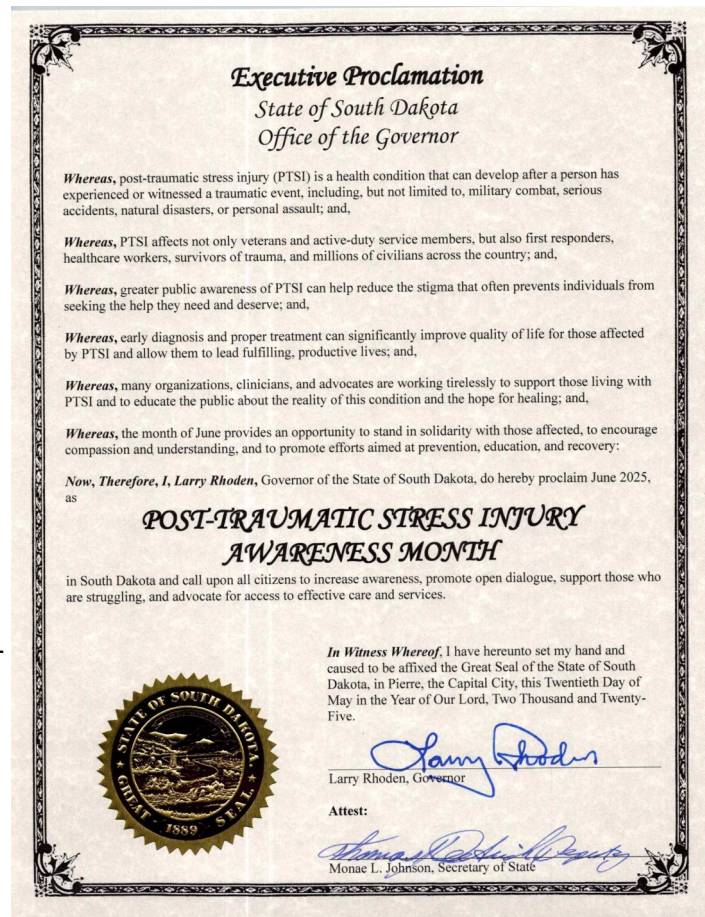 Executive Proclamation
State of South Dakota
Office of the Governor
Whereas, post-traumatic stress injury (PTSI) is a health condition that can develop after a person has
experienced or witnessed a traumatic event, including, but not limited to, military combat, serious
accidents, natural disasters, or personal assault; and,
Whereas, PTSI affects not only veterans and active-duty service members, but also first responders,
healthcare workers, survivors of trauma, and millions of civilians across the country; and,
Whereas, greater public awareness of PTSI can help reduce the stigma that often prevents individuals from
seeking the help they need and deserve; and,
Whereas, early diagnosis and proper treatment can significantly improve quality of life for those affected
by PTSI and allow them to lead fulfilling, productive lives; and,
Whereas, many organizations, clinicians, and advocates are working tirelessly to support those living with
PTSI and to educate the public about the reality of this condition and the hope for healing; and,
Whereas, the month of June provides an opportunity to stand in solidarity with those affected, to encourage
compassion and understanding, and to promote efforts aimed at prevention, education, and recovery:
Now, Therefore, I, Larry Rhoden, Governor of the State of South Dakota, do hereby proclaim June 2025,
as
POST-TRAUMATIC STRESS INJURY
AWARENESS MONTH
in South Dakota and call upon all citizens to increase awareness, promote open dialogue, support those who
are struggling, and advocate for access to effective care and services.
In Witness Whereof, I have hereunto set my hand and
caused to be affixed the Great Seal of the State of South
Dakota, in Pierre, the Capital City, this Twentieth Day of
May in the Year of Our Lord, Two Thousand and Twenty-
Five.
Larry Rhoden
Larry Rhoden, Governor
Attest:
Thomas Deputy
Monae L. Johnson, Secretary of State
STATE OF SOUTH DAKOTA
GREAT SEAL
1889